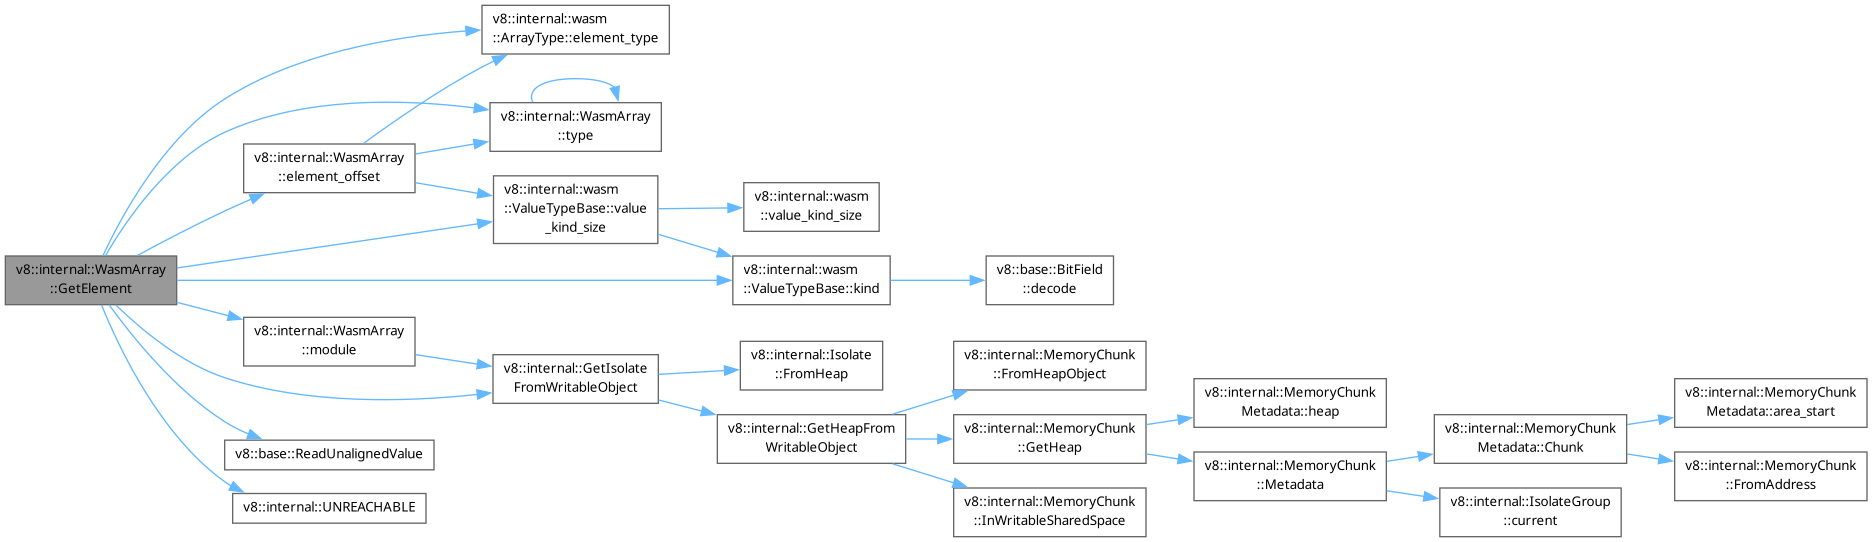 v8::internal::wasm
::ArrayType::element_type
v8::internal::WasmArray
::type
v8::internal::WasmArray
::element_offset
v8::internal::wasm
::ValueTypeBase::value
_kind_size
v8::internal::wasm
::value_kind_size
v8::internal::WasmArray
::GetElement
v8::internal::wasm
::ValueTypeBase::kind
v8::base::BitField
::decode
v8::internal::WasmArray
::module
v8::internal::GetIsolate
FromWritableObject
v8::internal::Isolate
::FromHeap
v8::internal::MemoryChunk
::FromHeapObject
v8::internal::MemoryChunk
Metadata::heap
v8::internal::MemoryChunk
Metadata::area_start
v8::internal::GetHeapFrom
WritableObject
v8::internal::MemoryChunk
::GetHeap
v8::internal::MemoryChunk
Metadata::Chunk
v8::base::ReadUnalignedValue
v8::internal::MemoryChunk
::Metadata
v8::internal::MemoryChunk
::FromAddress
v8::internal::UNREACHABLE
v8::internal::MemoryChunk
::InWritableSharedSpace
v8::internal::IsolateGroup
::current